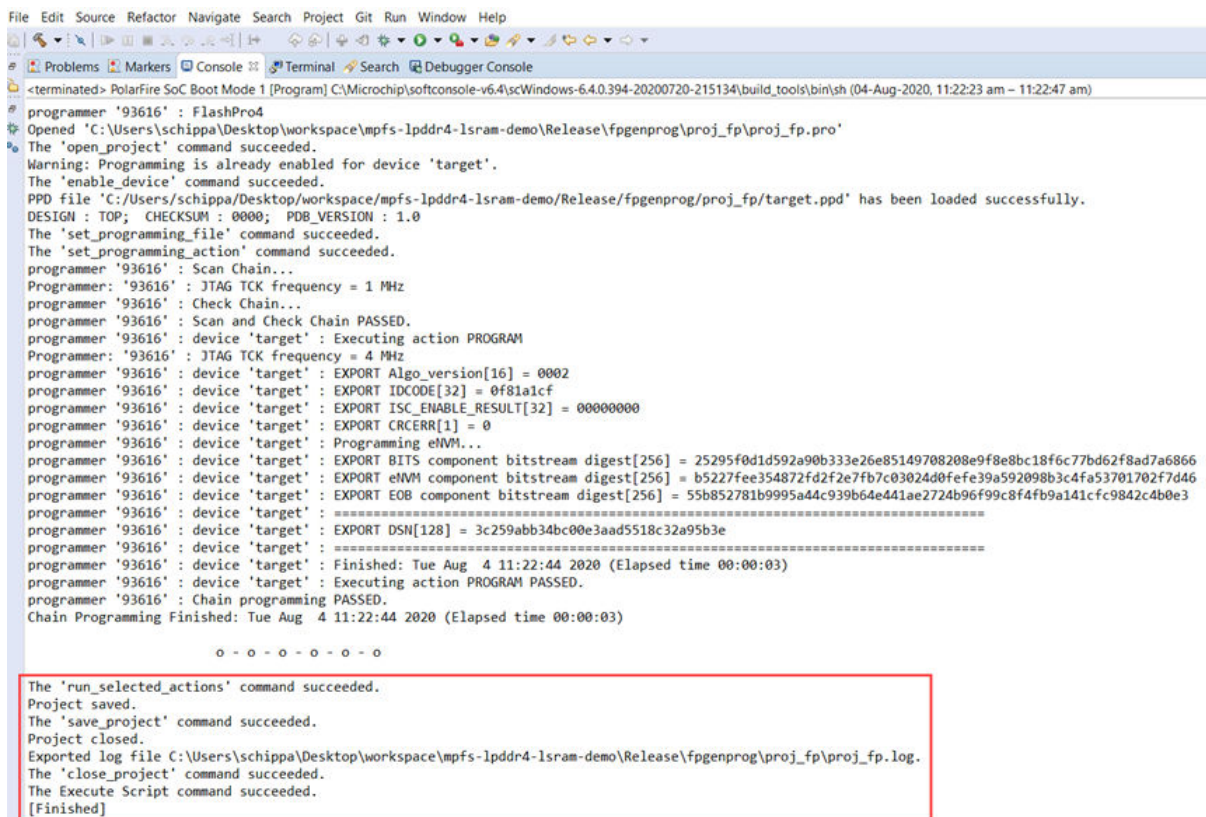 File Edit Source Refactor Navigate Search Project Git Run Window Help
Problems Markers Console Terminal Search Debugger Console
<terminated> PolarFire SoC Boot Mode 1 [Program] C:\Microchip\softconsole-v6.4\scWindows-6.4.0.394-20200720-215134\build_tools\bin\sh (04-Aug-2020, 11:22:23 am – 11:22:47 am)
programmer '93616' : FlashPro4
Opened 'C:\Users\schippa\Desktop\workspace\mpfs-lpddr4-lsram-demo\Release\fpgenprog\proj_fp\proj_fp.pro'
The 'open_project' command succeeded.
Warning: Programming is already enabled for device 'target'.
The 'enable_device' command succeeded.
PPD file 'C:/Users/schippa/Desktop/workspace/mpfs-lpddr4-lsram-demo/Release/fpgenprog/proj_fp/target.ppd' has been loaded successfully.
DESIGN : TOP; CHECKSUM : 0000; PDB_VERSION : 1.0
The 'set_programming_file' command succeeded.
The 'set_programming_action' command succeeded.
programmer '93616' : Scan Chain...
Programmer: '93616' : JTAG TCK frequency = 1 MHz
programmer '93616' : Check Chain...
programmer '93616' : Scan and Check Chain PASSED.
programmer '93616' : device 'target' : Executing action PROGRAM
Programmer: '93616' : JTAG TCK frequency = 4 MHz
programmer '93616' : device 'target' : EXPORT Algo_version[16] = 0002
programmer '93616' : device 'target' : EXPORT IDCODE[32] = 0f81a1cf
programmer '93616' : device 'target' : EXPORT ISC_ENABLE_RESULT[32] = 00000000
programmer '93616' : device 'target' : EXPORT CRCERR[1] = 0
programmer '93616' : device 'target' : Programming eNVM...
programmer '93616' : device 'target' : EXPORT BITS component bitstream digest[256] = 25295f0d1d592a90b333e26e85149708208e9f8e8bc18f6c77bd62f8ad7a6866
programmer '93616' : device 'target' : EXPORT eNVM component bitstream digest[256] = b5227fee354872fd2f2e7fb7c03024d0fefe39a592098b3c4fa53701702f7d46
programmer '93616' : device 'target' : EXPORT EOB component bitstream digest[256] = 55b852781b9995a44c939b64e441ae2724b96f99c8f4fb9a141cfc9842c4b0e3
programmer '93616' : device 'target' : ===================================================================================
programmer '93616' : device 'target' : EXPORT DSN[128] = 3c259abb34bc00e3aad5518c32a95b3e
programmer '93616' : device 'target' : ===================================================================================
programmer '93616' : device 'target' : Finished: Tue Aug 4 11:22:44 2020 (Elapsed time 00:00:03)
programmer '93616' : device 'target' : Executing action PROGRAM PASSED.
programmer '93616' : Chain programming PASSED.
Chain Programming Finished: Tue Aug 4 11:22:44 2020 (Elapsed time 00:00:03)
o - o - o - o - o - o
The 'run_selected_actions' command succeeded.
Project saved.
The 'save_project' command succeeded.
Project closed.
Exported log file C:\Users\schippa\Desktop\workspace\mpfs-lpddr4-lsram-demo\Release\fpgenprog\proj_fp\proj_fp.log.
The 'close_project' command succeeded.
The Execute Script command succeeded.
[Finished]